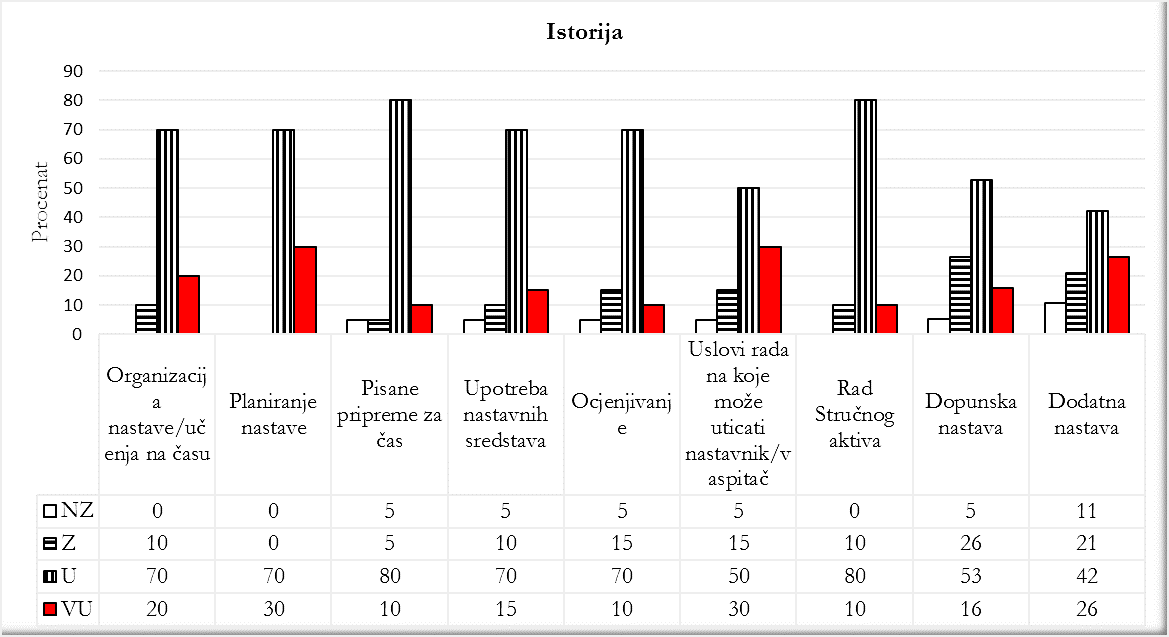 Istorija
Procenat
90
80
70
60
50
40
30
20
10
0
Organizacij
a
nastave/uč
enja na času
Planiranje
nastave
Pisane
pripreme za
čas
Upotreba
nastavnih
sredstava
Ocjenjivanj
e
Uslovi rada
na koje
može
uticati
nastavnik/v
aspitač
Rad
Stručnog
aktiva
Dopunska
nastava
Dodatna
nastava
NZ 0 0 5 5 5 5 0 5 11
Z 10 0 5 10 15 15 10 26 21
U 70 70 80 70 70 50 80 53 42
VU 20 30 10 15 10 30 10 16 26